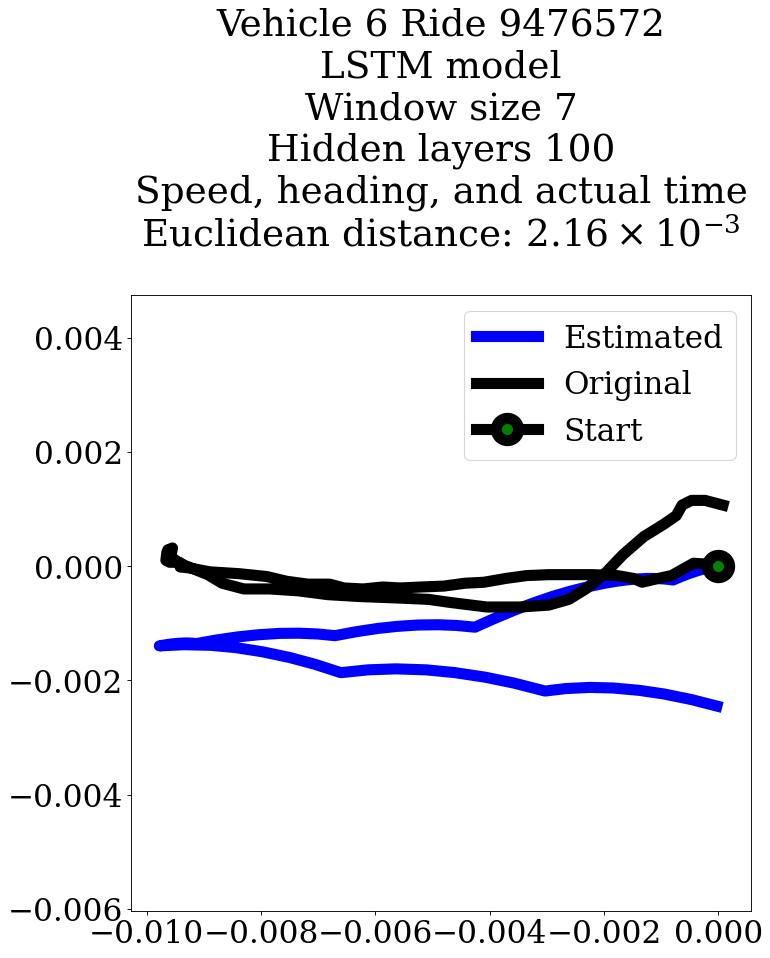 Vehicle 6 Ride 9476572
LSTM model
Window size 7
Hidden layers 100
Speed, heading, and actual time
Euclidean distance: 2.16 × 10⁻³
Estimated
Original
Start
0.004
0.002
0.000
−0.002
−0.004
−0.006
−0.010 −0.008 −0.006 −0.004 −0.002 0.000